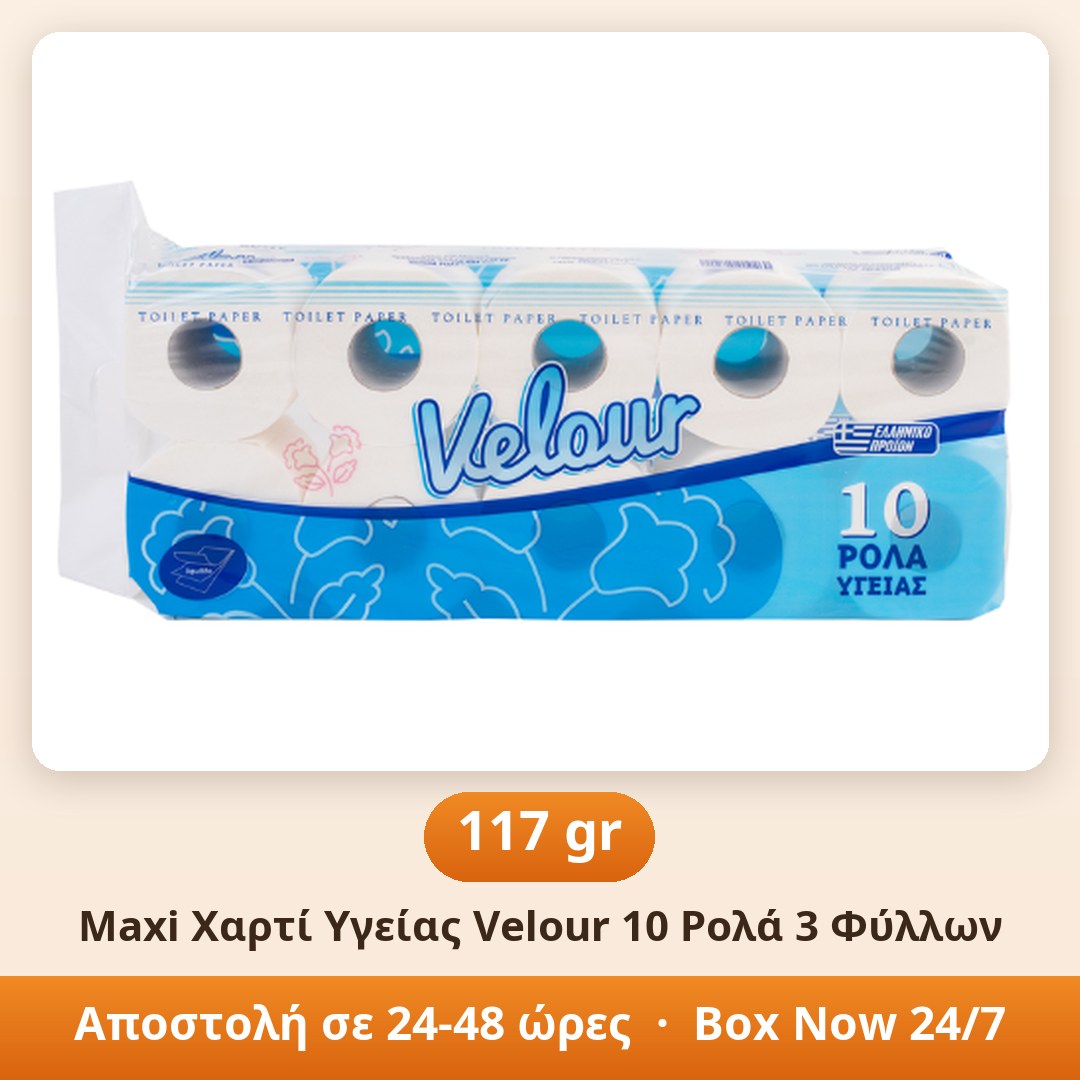 TOILET PAPER TOILET PAPER TOILET PAPER TOILET PAPER TOILET PAPER TOILET PAPER
Velour
ΕΛΛΗΝΙΚΟ
ΠΡΟΪΟΝ
10
ΡΟΛΑ
ΥΓΕΙΑΣ
117 gr
Maxi Χαρτί Υγείας Velour 10 Ρολά 3 Φύλλων
Αποστολή σε 24-48 ώρες · Box Now 24/7